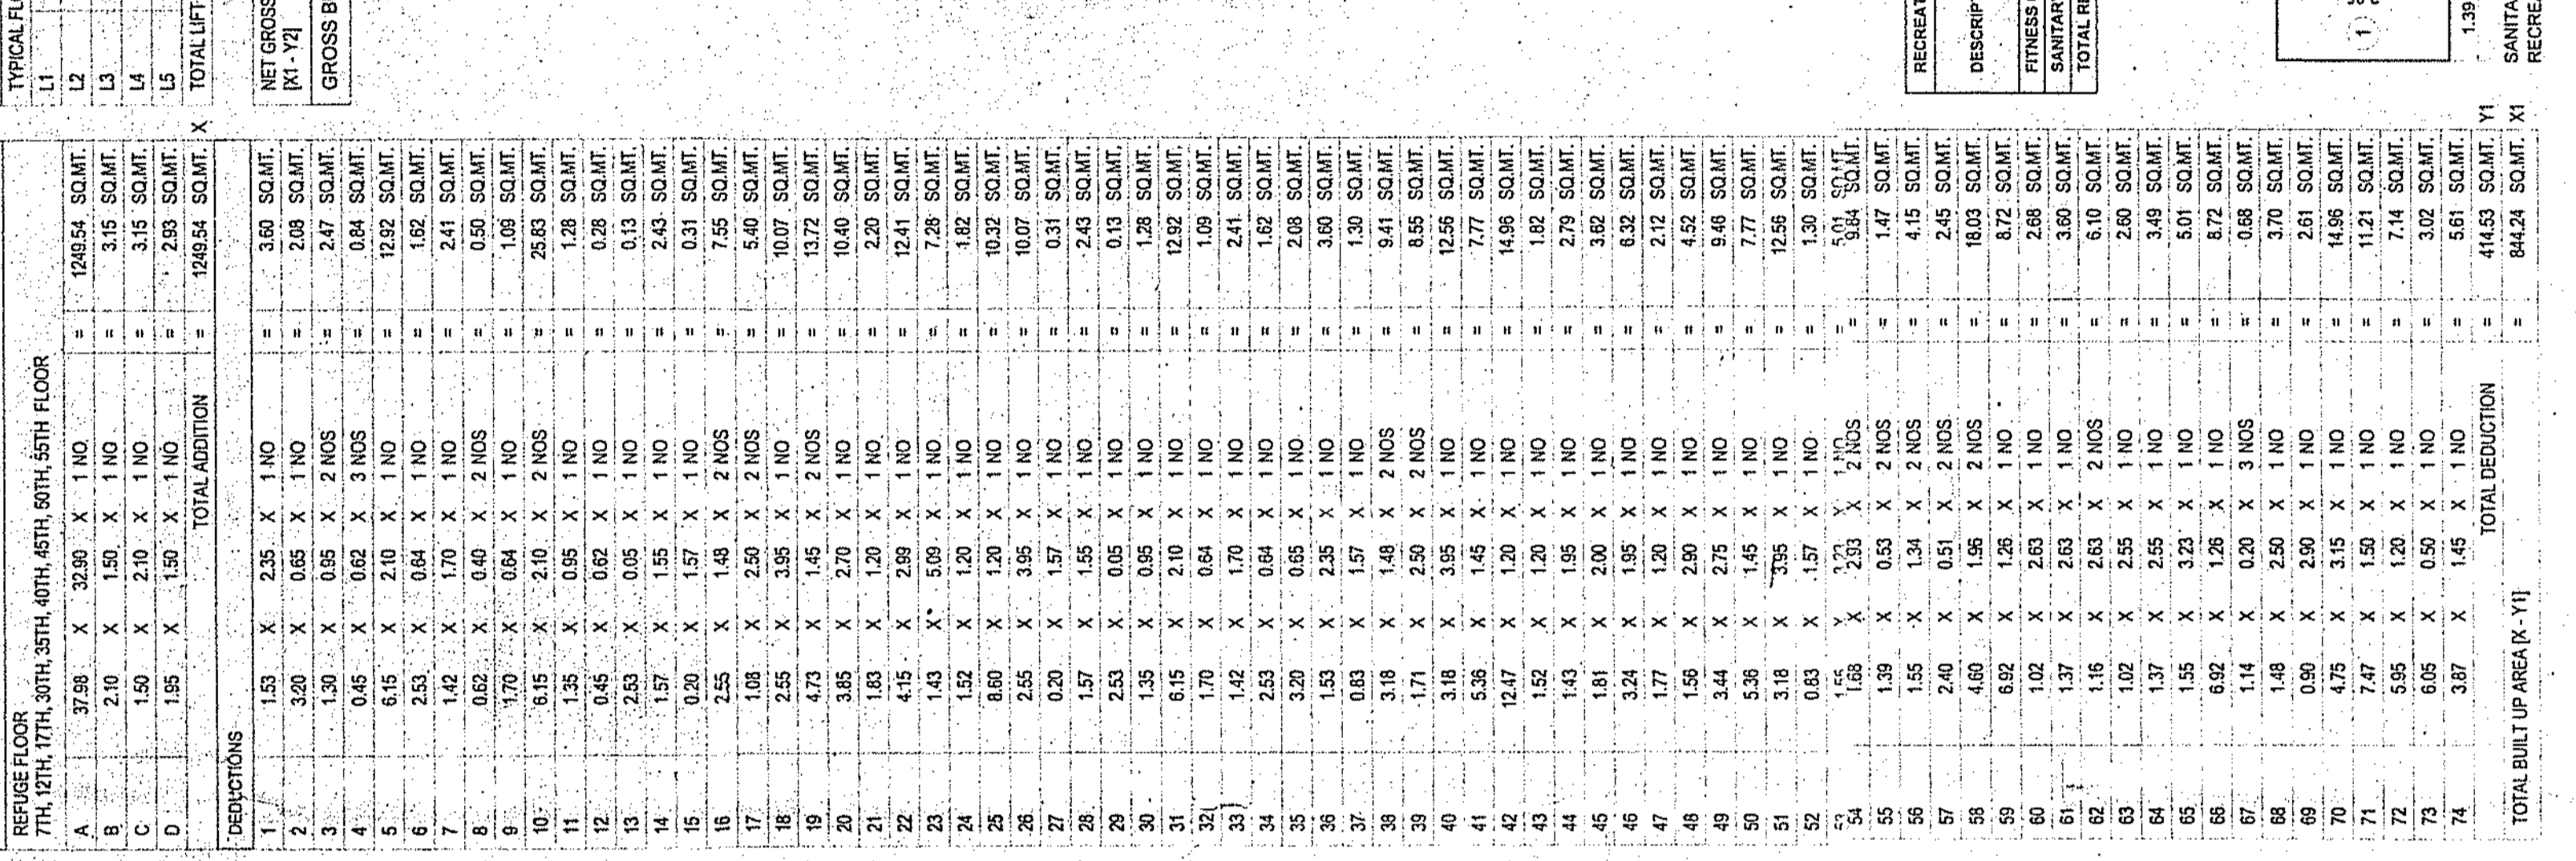 REFUGE FLOOR
7TH, 12TH, 17TH, 30TH, 35TH, 40TH, 45TH, 50TH, 55TH FLOOR
A 37.98 X 32.90 X 1 NO. = 1249.54 SQ.MT.
B 2.10 X 1.50 X 1 NO = 3.15 SQ.MT.
C 1.50 X 2.10 X 1 NO = 3.15 SQ.MT.
D 1.95 X 1.50 X 1 NO = 2.93 SQ.MT.
TOTAL ADDITION = 1249.54 SQ.MT. X
DEDUCTIONS
1 1.53 X 2.35 X 1 NO = 3.60 SQ.MT.
2 3.20 X 0.65 X 1 NO = 2.08 SQ.MT.
3 1.30 X 0.95 X 2 NOS = 2.47 SQ.MT.
4 0.45 X 0.62 X 3 NOS = 0.84 SQ.MT.
5 6.15 X 2.10 X 1 NO = 12.92 SQ.MT.
6 2.53 X 0.64 X 1 NO = 1.62 SQ.MT.
7 1.42 X 1.70 X 1 NO = 2.41 SQ.MT.
8 0.62 X 0.40 X 2 NOS = 0.50 SQ.MT.
9 1.70 X 0.64 X 1 NO = 1.09 SQ.MT.
10 6.15 X 2.10 X 2 NOS = 25.83 SQ.MT.
11 1.35 X 0.95 X 1 NO = 1.28 SQ.MT.
12 0.45 X 0.62 X 1 NO = 0.28 SQ.MT.
13 2.53 X 0.05 X 1 NO = 0.13 SQ.MT.
14 1.57 X 1.55 X 1 NO = 2.43 SQ.MT.
15 0.20 X 1.57 X 1 NO = 0.31 SQ.MT.
16 2.55 X 1.48 X 2 NOS = 7.55 SQ.MT.
17 1.08 X 2.50 X 2 NOS = 5.40 SQ.MT.
18 2.55 X 3.95 X 1 NO = 10.07 SQ.MT.
19 4.73 X 1.45 X 2 NOS = 13.72 SQ.MT.
20 3.85 X 2.70 X 1 NO = 10.40 SQ.MT.
21 1.83 X 1.20 X 1 NO = 2.20 SQ.MT.
22 4.15 X 2.99 X 1 NO = 12.41 SQ.MT.
23 1.43 X 5.09 X 1 NO = 7.28 SQ.MT.
24 1.52 X 1.20 X 1 NO = 1.82 SQ.MT.
25 8.60 X 1.20 X 1 NO = 10.32 SQ.MT.
26 2.55 X 3.95 X 1 NO = 10.07 SQ.MT.
27 0.20 X 1.57 X 1 NO = 0.31 SQ.MT.
28 1.57 X 1.55 X 1 NO = 2.43 SQ.MT.
29 2.53 X 0.05 X 1 NO = 0.13 SQ.MT.
30 1.35 X 0.95 X 1 NO = 1.28 SQ.MT.
31 6.15 X 2.10 X 1 NO = 12.92 SQ.MT.
32 1.70 X 0.64 X 1 NO = 1.09 SQ.MT.
33 1.42 X 1.70 X 1 NO = 2.41 SQ.MT.
34 2.53 X 0.64 X 1 NO = 1.62 SQ.MT.
35 3.20 X 0.65 X 1 NO = 2.08 SQ.MT.
36 1.53 X 2.35 X 1 NO = 3.60 SQ.MT.
37 0.83 X 1.57 X 1 NO = 1.30 SQ.MT.
38 3.18 X 1.48 X 2 NOS = 9.41 SQ.MT.
39 1.71 X 2.50 X 2 NOS = 8.55 SQ.MT.
40 3.18 X 3.95 X 1 NO = 12.56 SQ.MT.
41 5.36 X 1.45 X 1 NO = 7.77 SQ.MT.
42 12.47 X 1.20 X 1 NO = 14.96 SQ.MT.
43 1.52 X 1.20 X 1 NO = 1.82 SQ.MT.
44 1.43 X 1.95 X 1 NO = 2.79 SQ.MT.
45 1.81 X 2.00 X 1 NO = 3.62 SQ.MT.
46 3.24 X 1.95 X 1 NO = 6.32 SQ.MT.
47 1.77 X 1.20 X 1 NO = 2.12 SQ.MT.
48 1.56 X 2.90 X 1 NO = 4.52 SQ.MT.
49 3.44 X 2.75 X 1 NO = 9.46 SQ.MT.
50 5.36 X 1.45 X 1 NO = 7.77 SQ.MT.
51 3.18 X 3.95 X 1 NO = 12.56 SQ.MT.
52 0.83 X 1.57 X 1 NO = 1.30 SQ.MT.
53 1.55 X X 1 NO = 5.01 SQ.MT.
54 1.68 X 2.93 X 2 NOS = 9.84 SQ.MT.
55 1.39 X 0.53 X 2 NOS = 1.47 SQ.MT.
56 1.55 X 1.34 X 2 NOS = 4.15 SQ.MT.
57 2.40 X 0.51 X 2 NOS = 2.45 SQ.MT.
58 4.60 X 1.96 X 2 NOS = 18.03 SQ.MT.
59 6.92 X 1.26 X 1 NO = 8.72 SQ.MT.
60 1.02 X 2.63 X 1 NO = 2.68 SQ.MT.
61 1.37 X 2.63 X 1 NO = 3.60 SQ.MT.
62 1.16 X 2.63 X 2 NOS = 6.10 SQ.MT.
63 1.02 X 2.55 X 1 NO = 2.60 SQ.MT.
64 1.37 X 2.55 X 1 NO = 3.49 SQ.MT.
65 1.55 X 3.23 X 1 NO = 5.01 SQ.MT.
66 6.92 X 1.26 X 1 NO = 8.72 SQ.MT.
67 1.14 X 0.20 X 3 NOS = 0.68 SQ.MT.
68 1.48 X 2.50 X 1 NO = 3.70 SQ.MT.
69 0.90 X 2.90 X 1 NO = 2.61 SQ.MT.
70 4.75 X 3.15 X 1 NO = 14.96 SQ.MT.
71 7.47 X 1.50 X 1 NO = 11.21 SQ.MT.
72 5.95 X 1.20 X 1 NO = 7.14 SQ.MT.
73 6.05 X 0.50 X 1 NO = 3.02 SQ.MT.
74 3.87 X 1.45 X 1 NO = 5.61 SQ.MT.
TOTAL DEDUCTION = 414.53 SQ.MT. Y1
TOTAL BUILT UP AREA [X - Y1] = 844.24 SQ.MT. X1
TYPICAL FL
L1
L2
L3
L4
L5
TOTAL LIFT
NET GROSS
[X1 - Y2]
GROSS B
RECREAT
DESCRIP
FITNESS
SANITAR
TOTAL RE
1
1.39
SANITA
RECRE